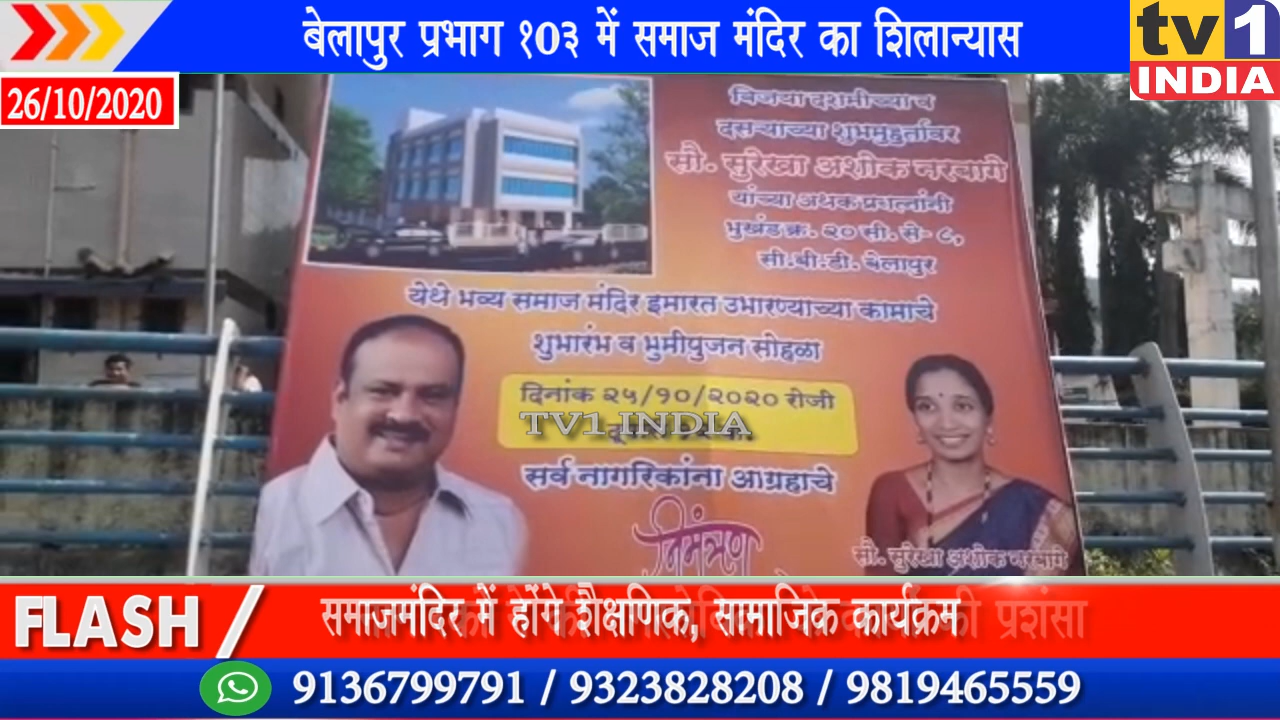 बेलापुर प्रभाग १0३ में समाज मंदिर का शिलान्यास
tv1
INDIA
26/10/2020
विजया दशमीच्या व
दसऱ्याच्या शुभमुहुर्तावर
सौ. सुरेखा अशोक नरबागे
यांच्या अथक प्रयत्नांनी
भुखंड क्र. २० सी. से- ८,
सी.बी.डी. बेलापुर
येथे भव्य समाज मंदिर इमारत उभारण्याच्या कामाचे
शुभारंभ व भुमीपुजन सोहळा
दिनांक २५/१०/२०२० रोजी
TV1 INDIA
सर्व नागरिकांना आग्रहाचे
निमंत्रण
सौ. सुरेखा अशोक नरबागे
FLASH /
समाजमंदिर में होंगे शैक्षणिक, सामाजिक कार्यक्रम
की प्रशंसा
9136799791 / 9323828208 / 9819465559